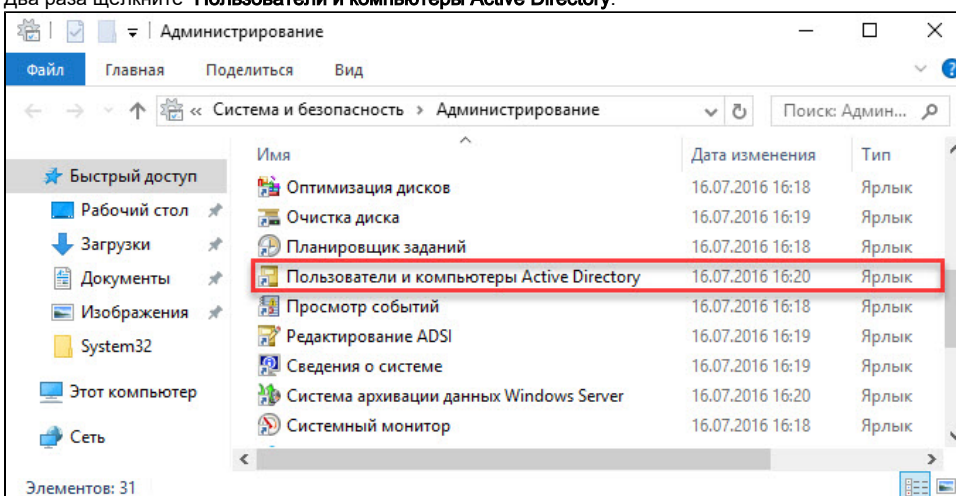 Два раза щелкните "Пользователи и компьютеры Active Directory.
Администрирование
Файл Главная Поделиться Вид
« Система и безопасность › Администрирование Поиск: Админ...
Имя Дата изменения Тип
Быстрый доступ
Рабочий стол
Загрузки
Документы
Изображения
System32
Этот компьютер
Сеть
Оптимизация дисков 16.07.2016 16:18 Ярлык
Очистка диска 16.07.2016 16:19 Ярлык
Планировщик заданий 16.07.2016 16:18 Ярлык
Пользователи и компьютеры Active Directory 16.07.2016 16:20 Ярлык
Просмотр событий 16.07.2016 16:18 Ярлык
Редактирование ADSI 16.07.2016 16:19 Ярлык
Сведения о системе 16.07.2016 16:19 Ярлык
Система архивации данных Windows Server 16.07.2016 16:20 Ярлык
Системный монитор 16.07.2016 16:18 Ярлык
Элементов: 31